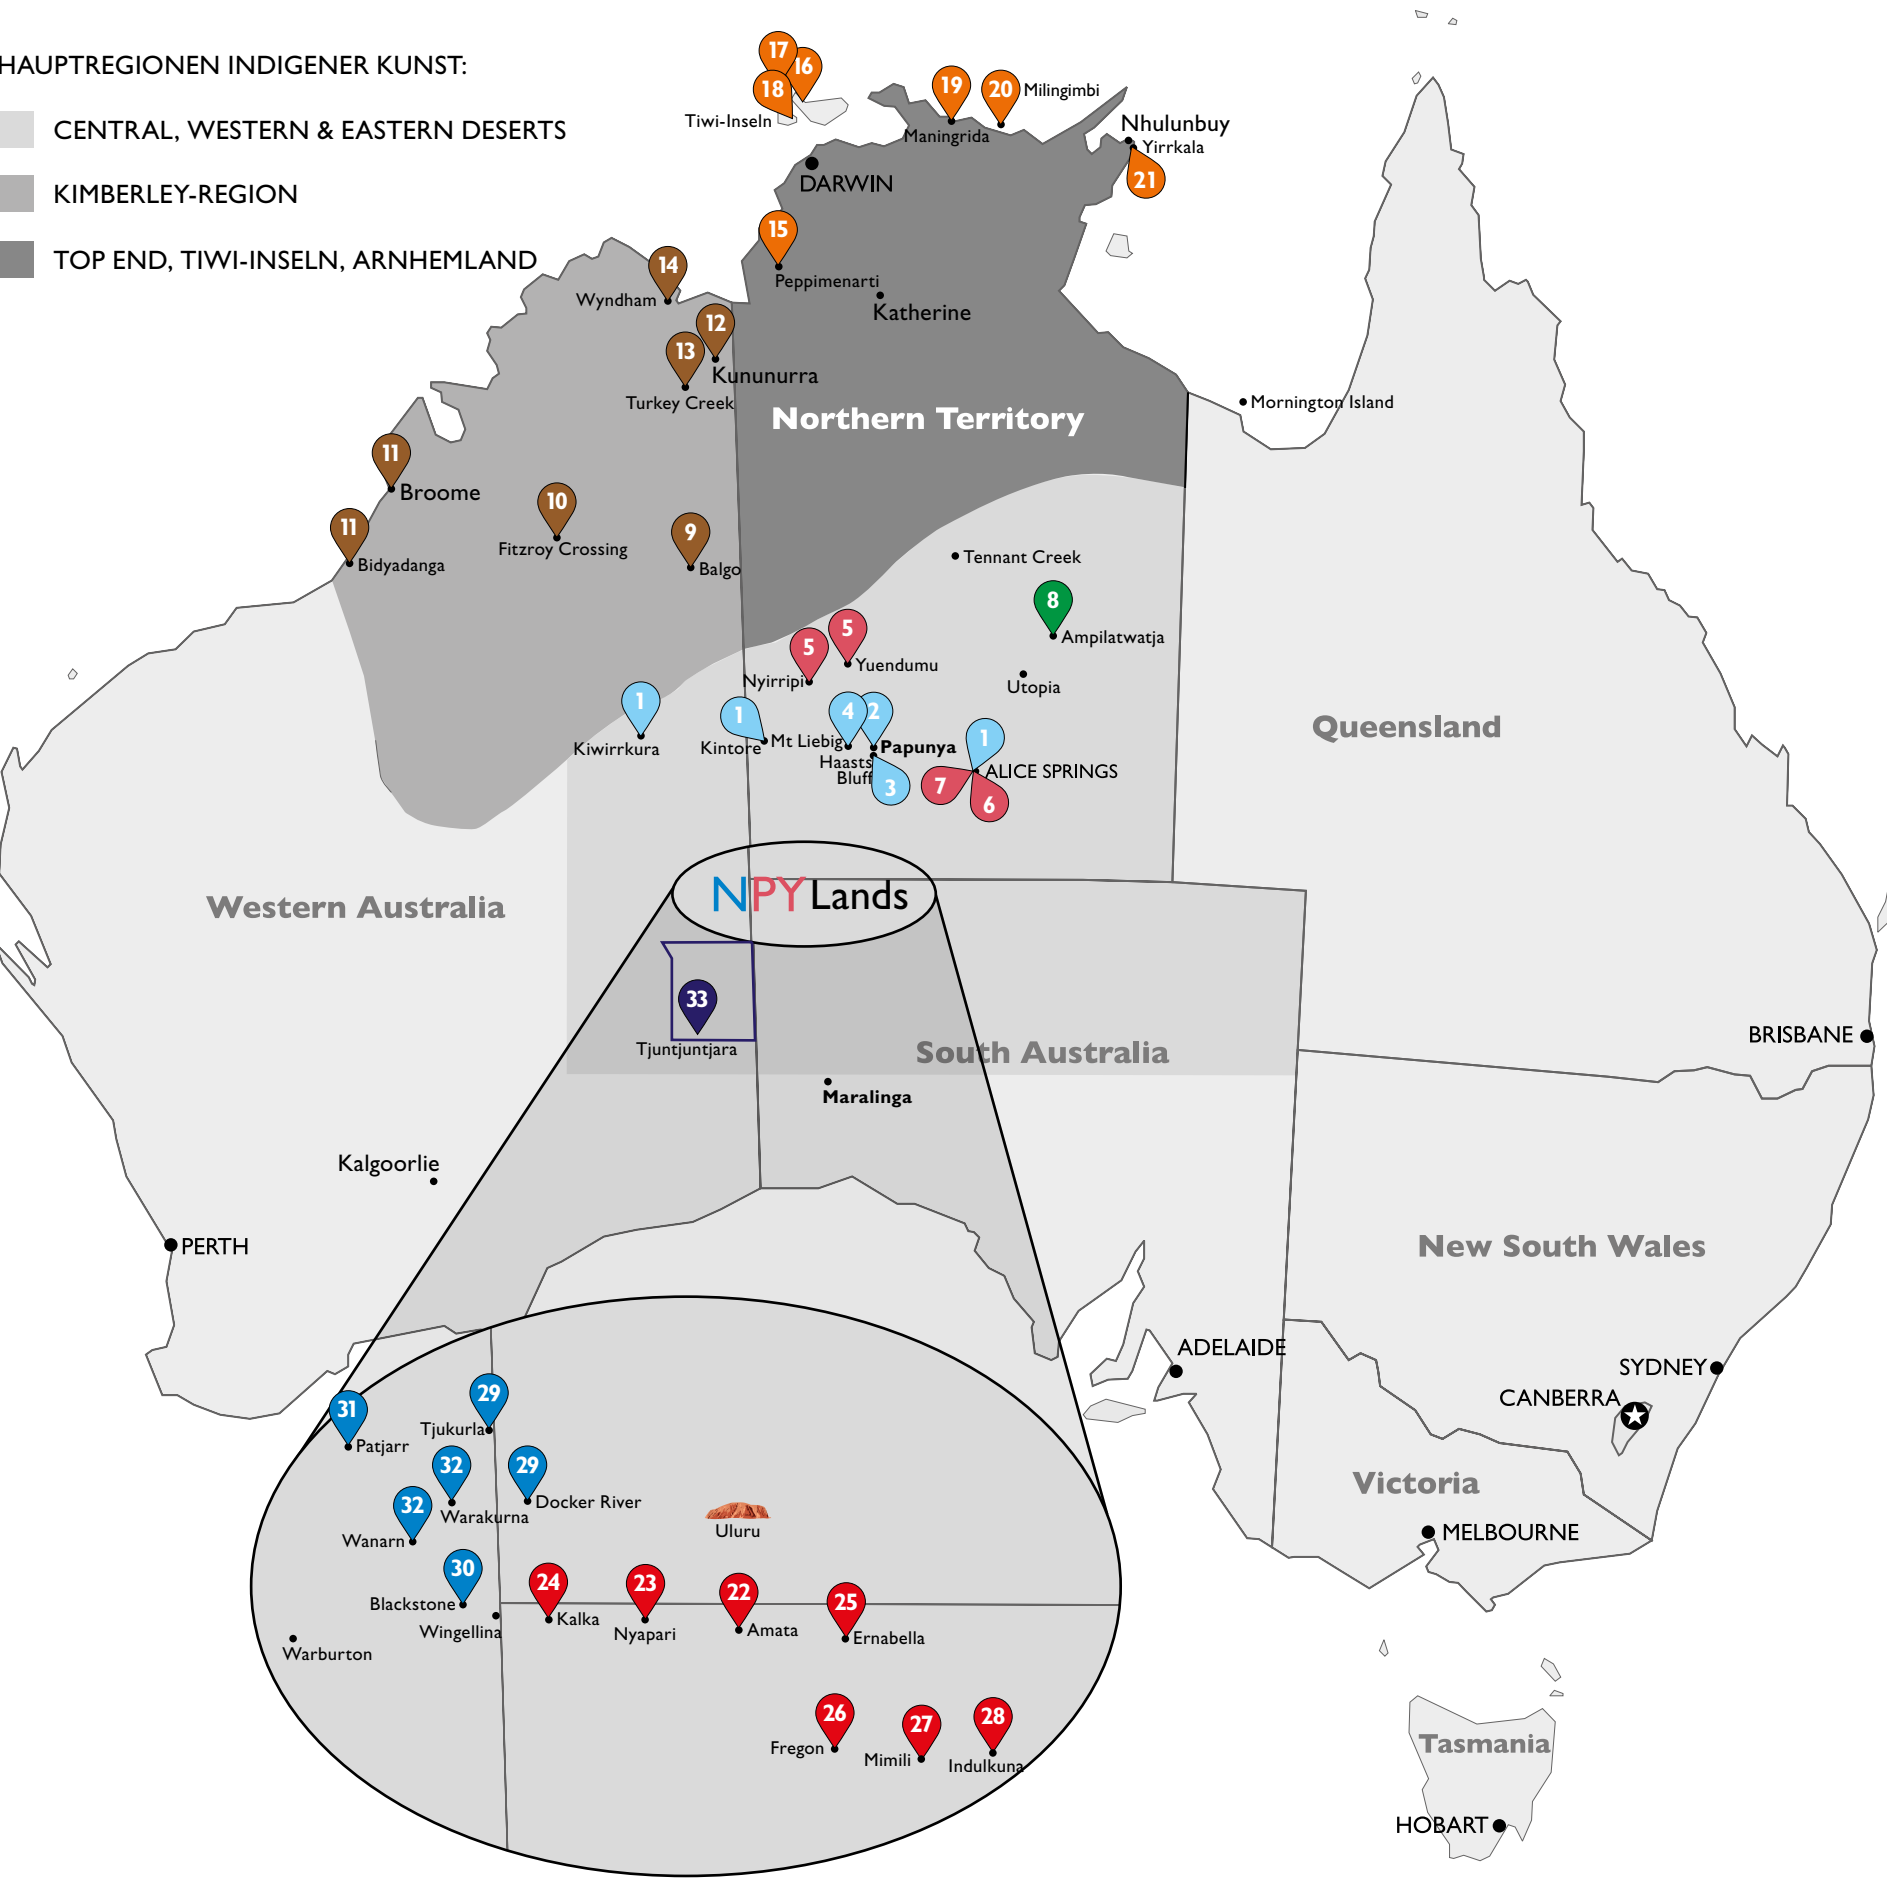 HAUPTREGIONEN INDIGENER KUNST:
CENTRAL, WESTERN & EASTERN DESERTS
KIMBERLEY-REGION
TOP END, TIWI-INSELN, ARNHEMLAND
17
16
18
Tiwi-Inseln
19
Maningrida
20
Milingimbi
Nhulunbuy
Yirrkala
21
DARWIN
15
Peppimenarti
Katherine
14
Wyndham
12
Kununurra
13
Turkey Creek
Northern Territory
Mornington Island
11
Broome
11
Bidyadanga
10
Fitzroy Crossing
9
Balgo
Tennant Creek
8
Ampilatwatja
Utopia
5
Yuendumu
5
Nyirripi
1
Kiwirrkura
1
Kintore
4
Mt Liebig
2
Papunya
Haasts
Bluff
3
1
ALICE SPRINGS
7
6
Queensland
Western Australia
NPY Lands
33
Tjuntjuntjara
South Australia
Maralinga
BRISBANE
Kalgoorlie
PERTH
New South Wales
ADELAIDE
SYDNEY
CANBERRA
Victoria
MELBOURNE
31
Patjarr
29
Tjukurla
32
Warakurna
29
Docker River
32
Wanarn
Uluru
30
Blackstone
Wingellina
Warburton
24
Kalka
23
Nyapari
22
Amata
25
Ernabella
26
Fregon
27
Mimili
28
Indulkuna
Tasmania
HOBART